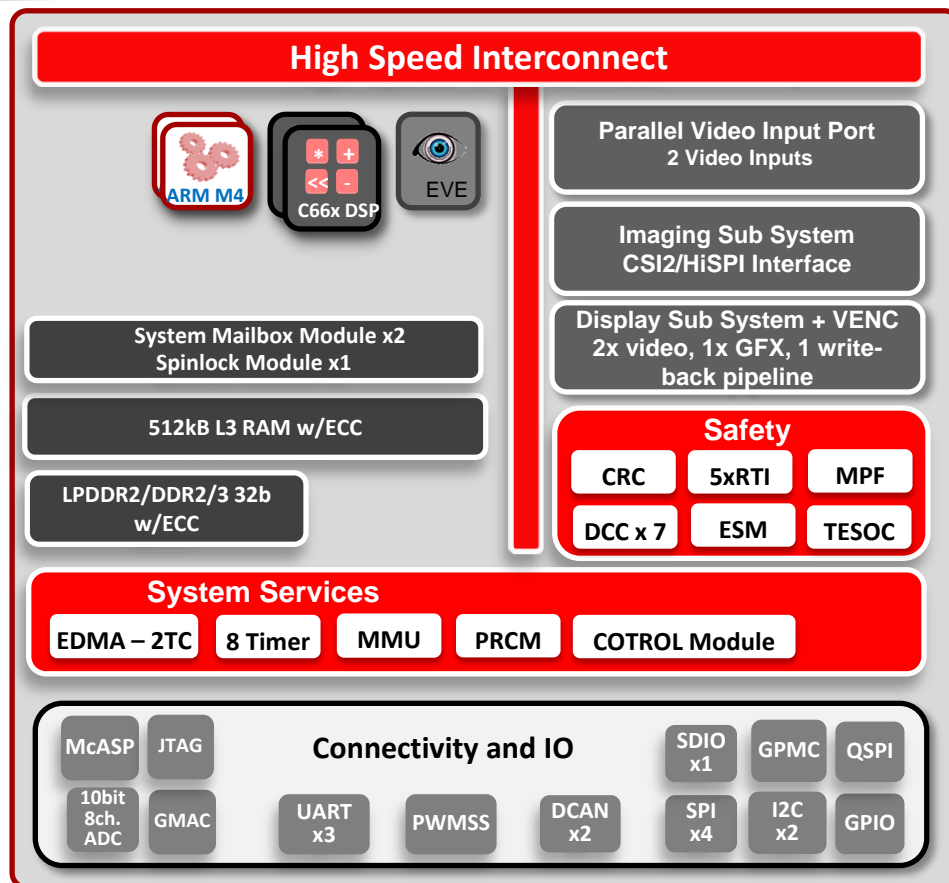 High Speed Interconnect
ARM M4
* +
<< -
C66x DSP
EVE
Parallel Video Input Port
2 Video Inputs
Imaging Sub System
CSI2/HiSPI Interface
Display Sub System + VENC
2x video, 1x GFX, 1 write-
back pipeline
System Mailbox Module x2
Spinlock Module x1
512kB L3 RAM w/ECC
LPDDR2/DDR2/3 32b
w/ECC
Safety
CRC
5xRTI
MPF
DCC x 7
ESM
TESOC
System Services
EDMA – 2TC
8 Timer
MMU
PRCM
COTROL Module
Connectivity and IO
McASP
JTAG
10bit
8ch.
ADC
GMAC
UART
x3
PWMSS
DCAN
x2
SDIO
x1
GPMC
QSPI
SPI
x4
I2C
x2
GPIO